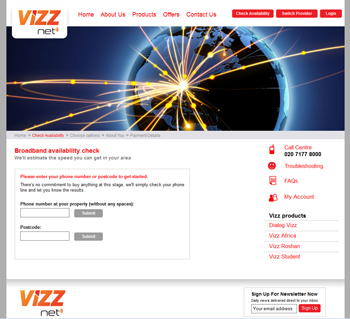 VIZZ
net
Home About Us Products Offers Contact Us
Check Availability Switch Provider Login
Home > Check Availability > Choose options > About You > Payment Details
Broadband availability check
We'll estimate the speed you can get in your area
Please enter your phone number or postcode to get started.
There's no commitment to buy anything at this stage, we'll simply check your phone
line and let you know the results.
Phone number at your property (without any spaces):
Submit
Postcode:
Submit
Call Centre
020 7177 8000
Troubleshooting
FAQs
My Account
Vizz products
Dialog Vizz
Vizz Africa
Vizz Roshan
Vizz Student
VIZZ
net
Sign Up For Newsletter Now
Daily news delivered direct to your inbox
Your email address Sign Up